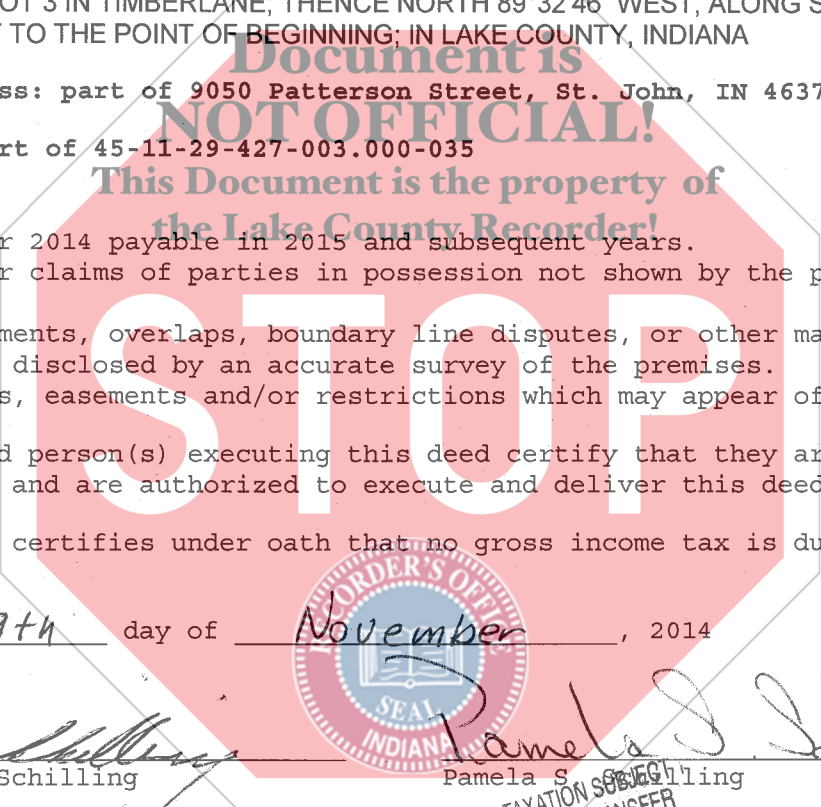 OT 3 IN TIMBERLANE; THENCE NORTH 89°32'46" WEST, ALONG S
T TO THE POINT OF BEGINNING; IN LAKE COUNTY, INDIANA
Document is
ss: part of 9050 Patterson Street, St. John, IN 4637
NOT OFFICIAL!
rt of 45-11-29-427-003.000-035
This Document is the property of
the Lake County Recorder!
r 2014 payable in 2015 and subsequent years.
r claims of parties in possession not shown by the p
STOP
ments, overlaps, boundary line disputes, or other ma
disclosed by an accurate survey of the premises.
s, easements and/or restrictions which may appear of
d person(s) executing this deed certify that they ar
and are authorized to execute and deliver this deed
certifies under oath that no gross income tax is du
RECORDER'S OFFICE
9th day of November, 2014
SEAL
INDIANA
Schilling
Pamela S
Schilling Pamela S. Schilling
TAXATION SUBJECT